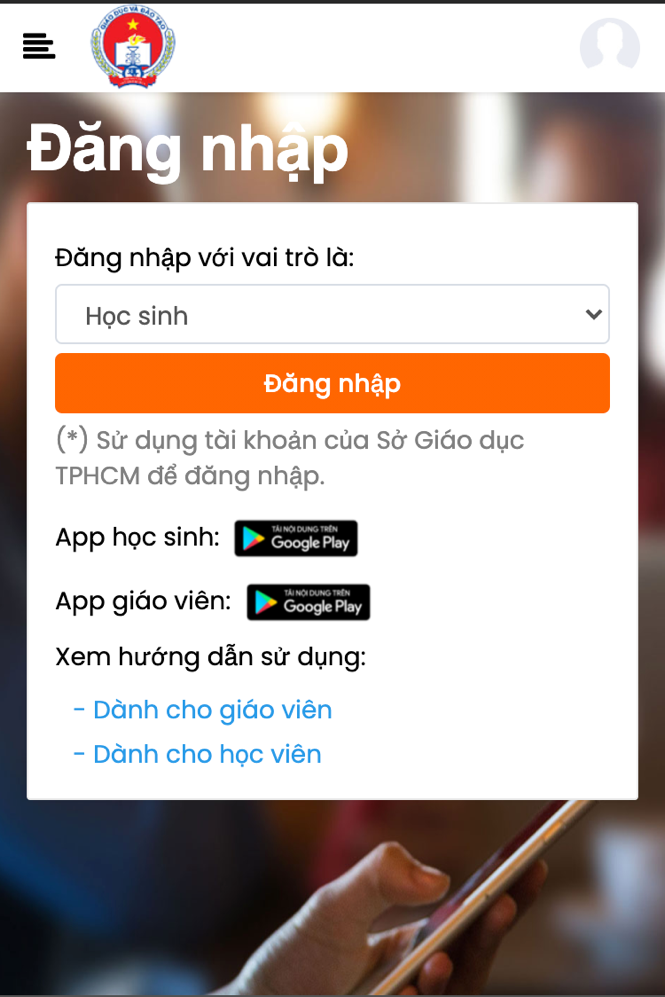 GIÁO DỤC VÀ ĐÀO TẠO
Đăng nhập
Đăng nhập với vai trò là:
Học sinh
Đăng nhập
(*) Sử dụng tài khoản của Sở Giáo dục
TPHCM để đăng nhập.
App học sinh: TẢI NỘI DUNG TRÊN Google Play
App giáo viên: TẢI NỘI DUNG TRÊN Google Play
Xem hướng dẫn sử dụng:
- Dành cho giáo viên
- Dành cho học viên